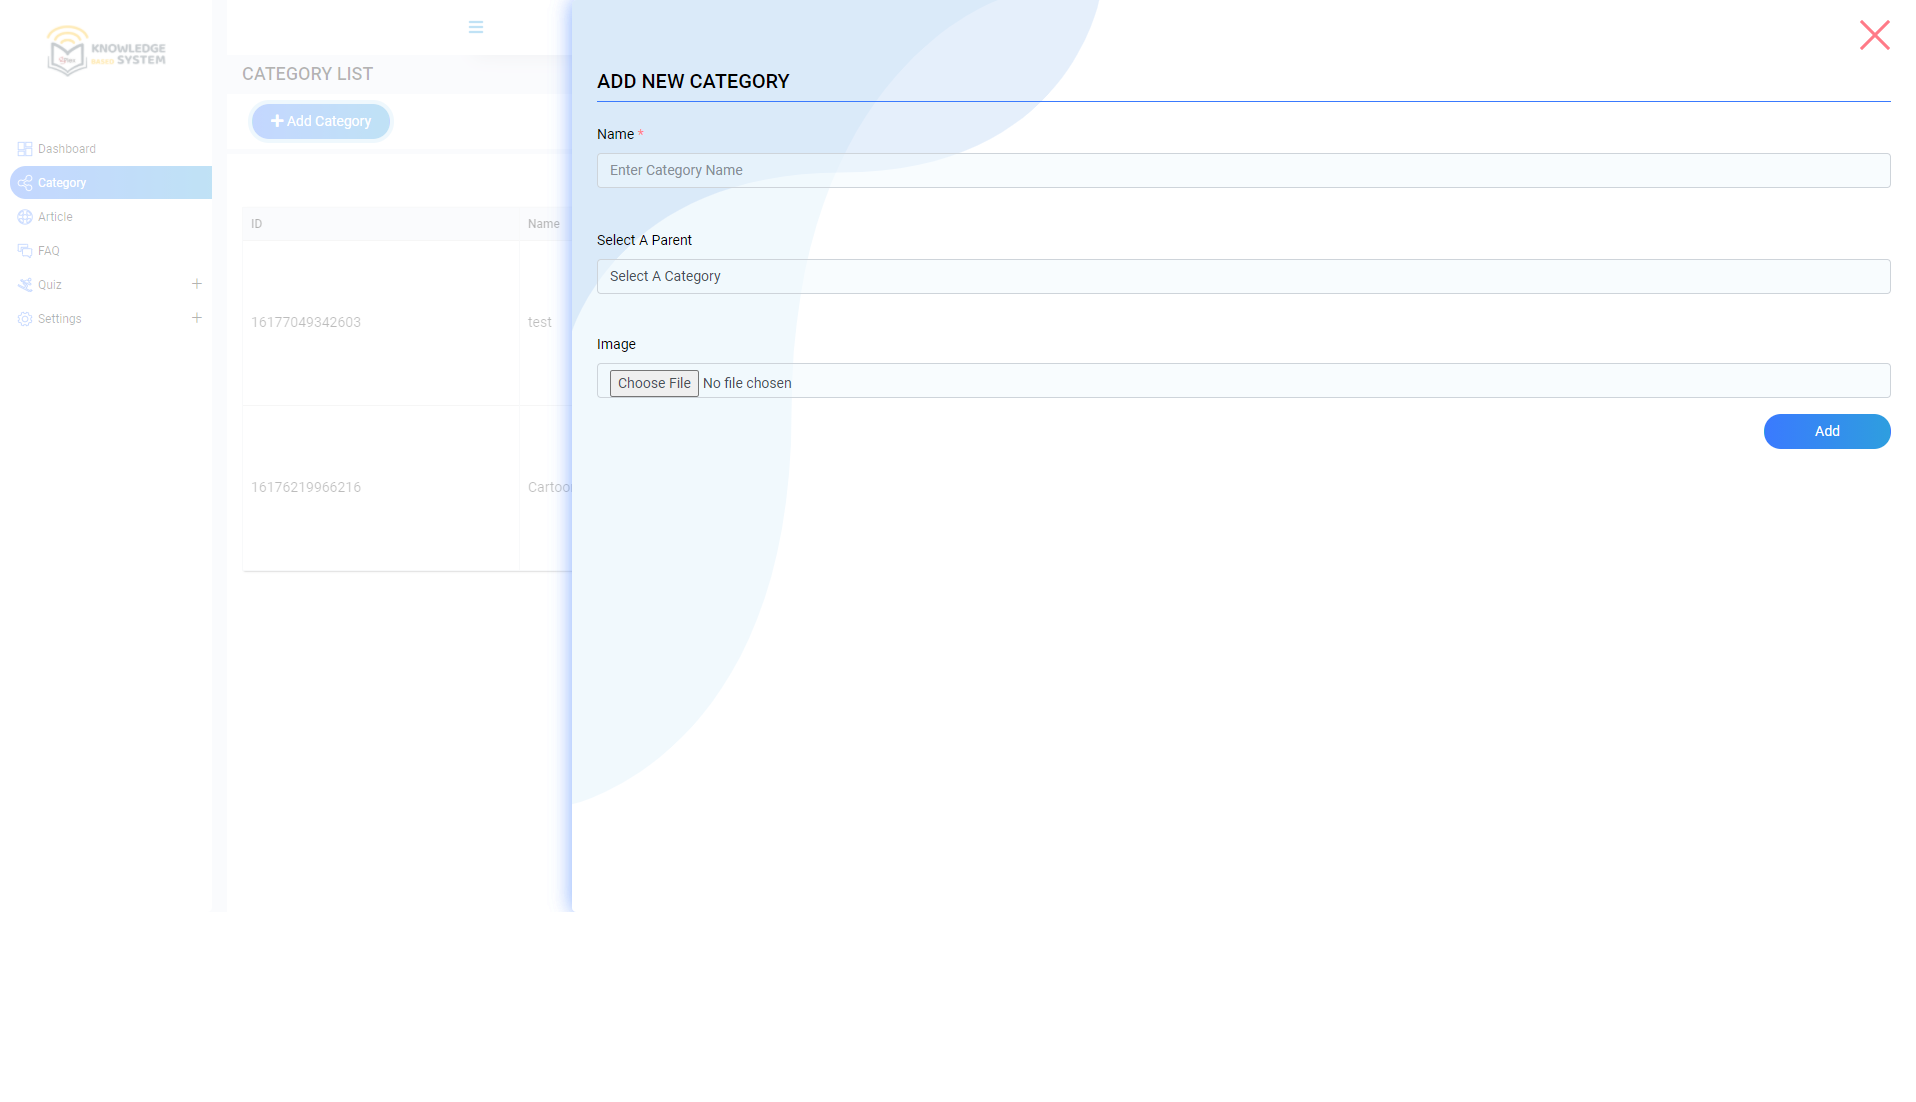 KNOWLEDGE
BASED SYSTEM
Dashboard
Category
Article
FAQ
Quiz
Settings
CATEGORY LIST
Add Category
ID Name
16177049342603 test
16176219966216 Cartoo
ADD NEW CATEGORY
Name *
Enter Category Name
Select A Parent
Select A Category
Image
Choose File No file chosen
Add